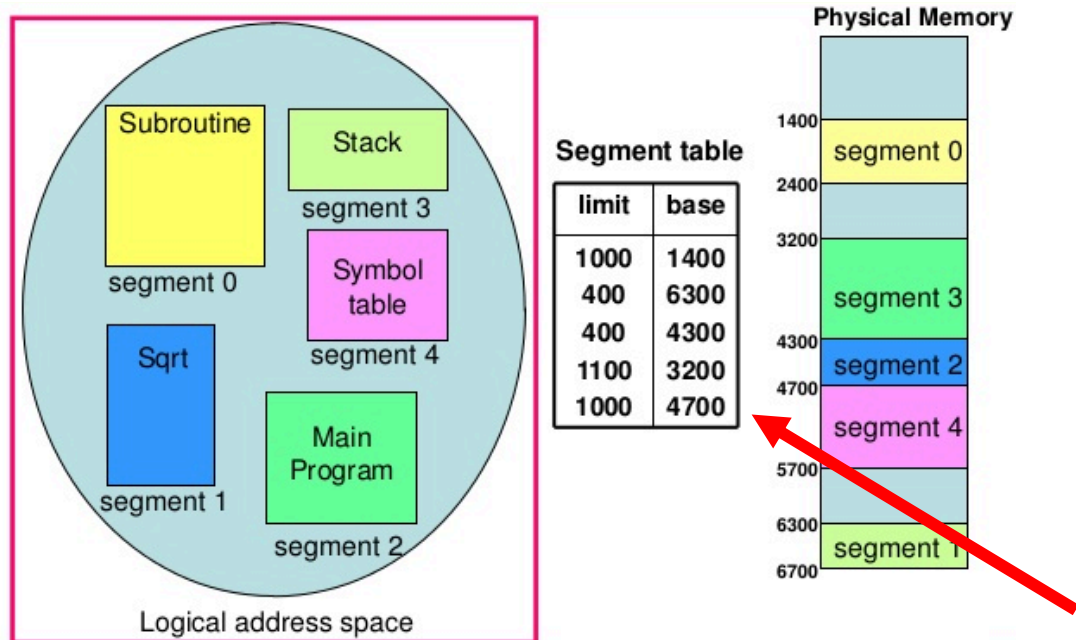 Subroutine
segment 0
Stack
segment 3
Symbol
table
segment 4
Sqrt
segment 1
Main
Program
segment 2
Logical address space
Segment table
limit base
1000 1400
400 6300
400 4300
1100 3200
1000 4700
Physical Memory
1400
segment 0
2400
3200
segment 3
4300
segment 2
4700
segment 4
5700
6300
segment 1
6700